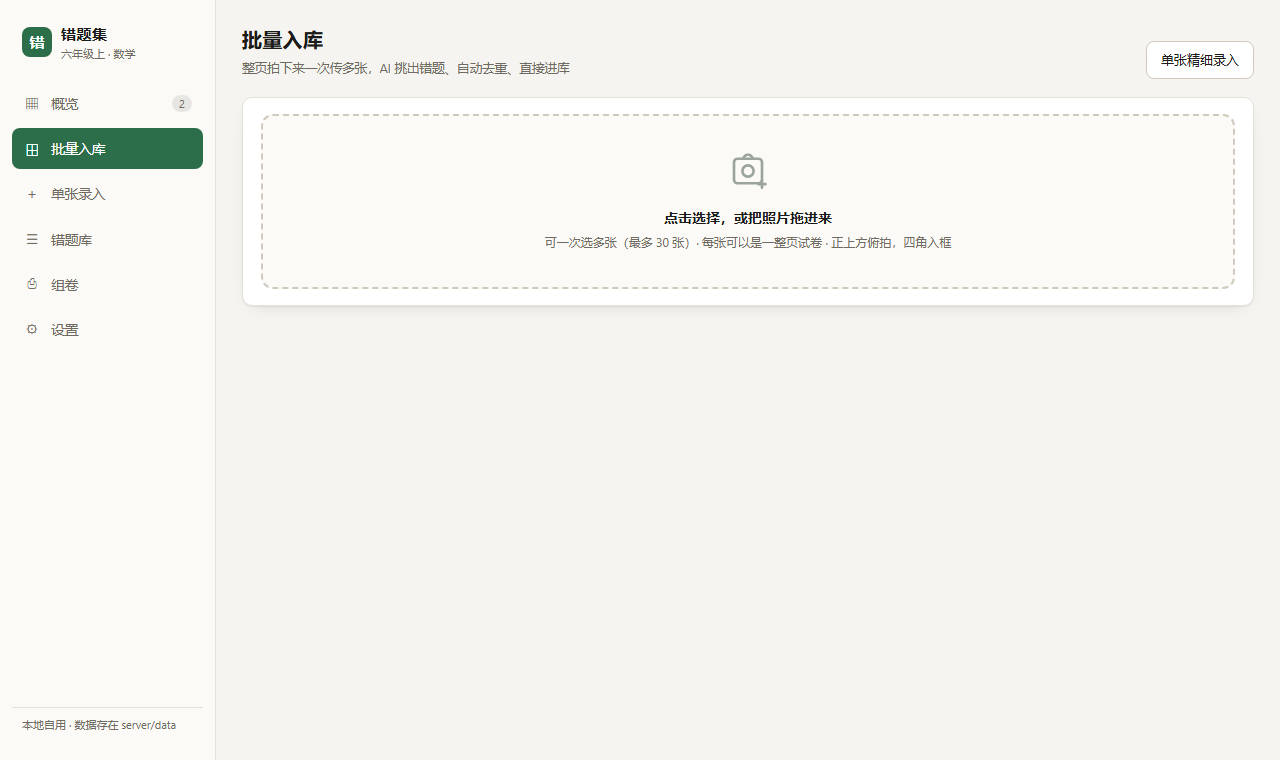 错
错题集
六年级上 · 数学
概览
2
批量入库
单张录入
错题库
组卷
设置
本地自用 · 数据存在 server/data
批量入库
整页拍下来一次传多张，AI 挑出错题、自动去重、直接进库
单张精细录入
点击选择，或把照片拖进来
可一次选多张（最多 30 张）· 每张可以是一整页试卷 · 正上方俯拍，四角入框